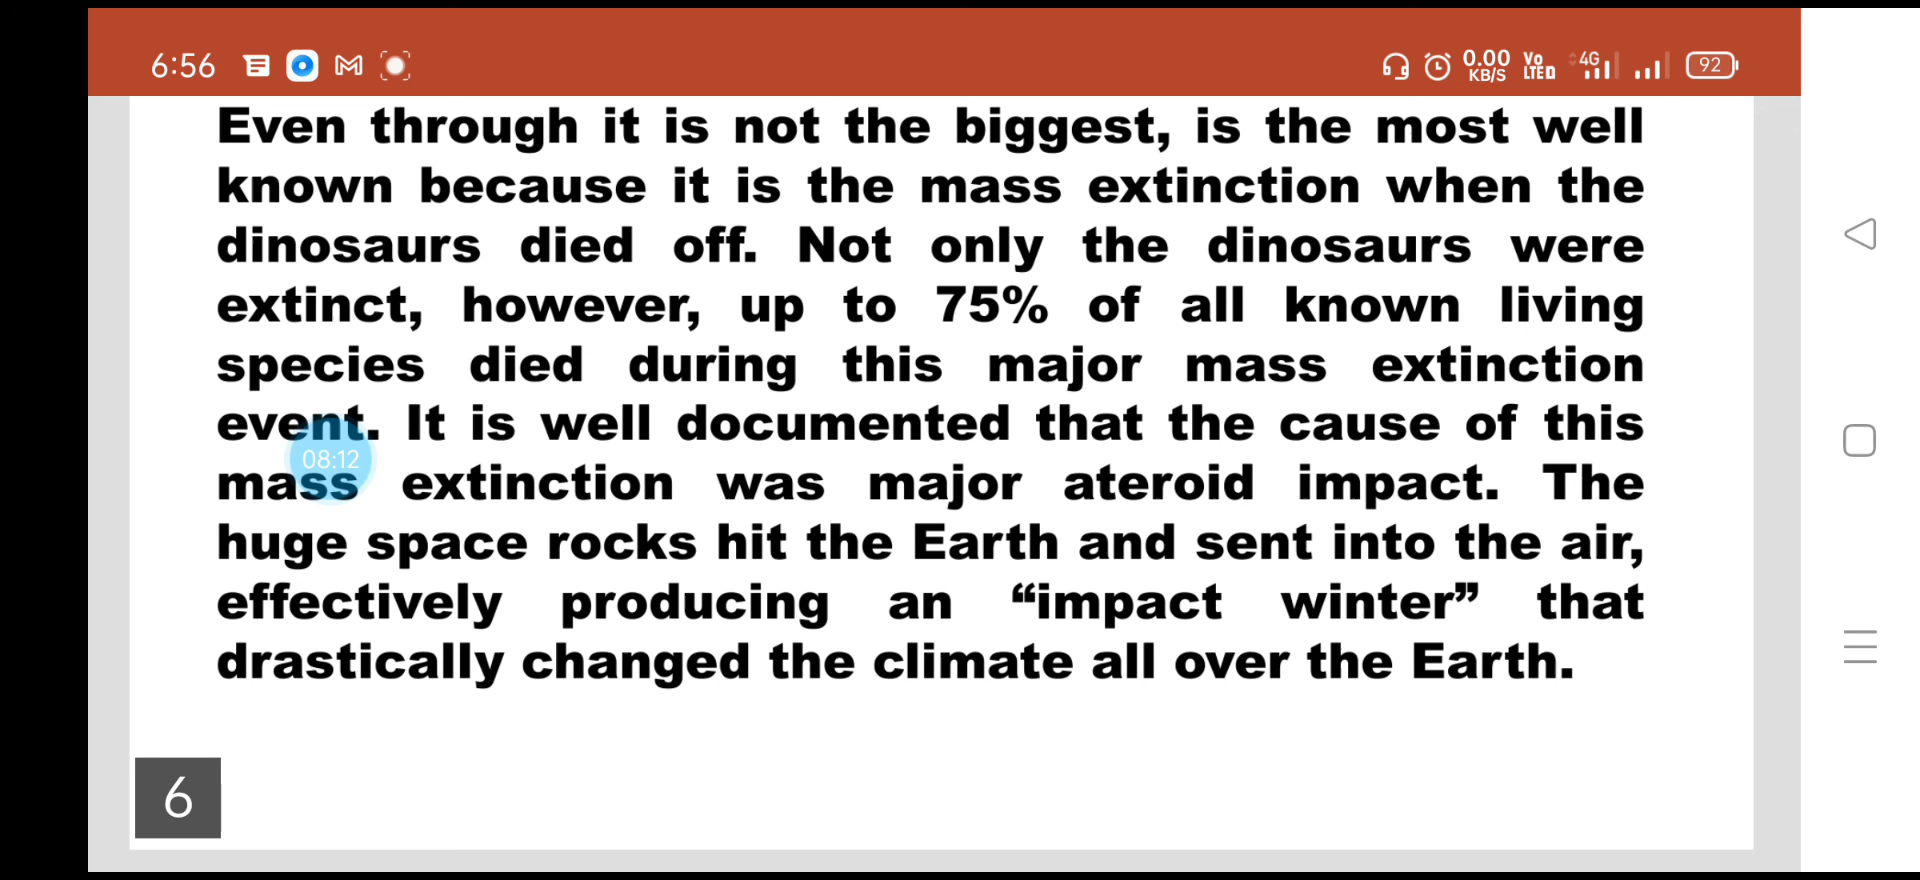 6:56 0.00 KB/S Vo LTE 4G 92
Even through it is not the biggest, is the most well
known because it is the mass extinction when the
dinosaurs died off. Not only the dinosaurs were
extinct, however, up to 75% of all known living
species died during this major mass extinction
event. It is well documented that the cause of this
08:12
mass extinction was major ateroid impact. The
huge space rocks hit the Earth and sent into the air,
effectively producing an “impact winter” that
drastically changed the climate all over the Earth.
6